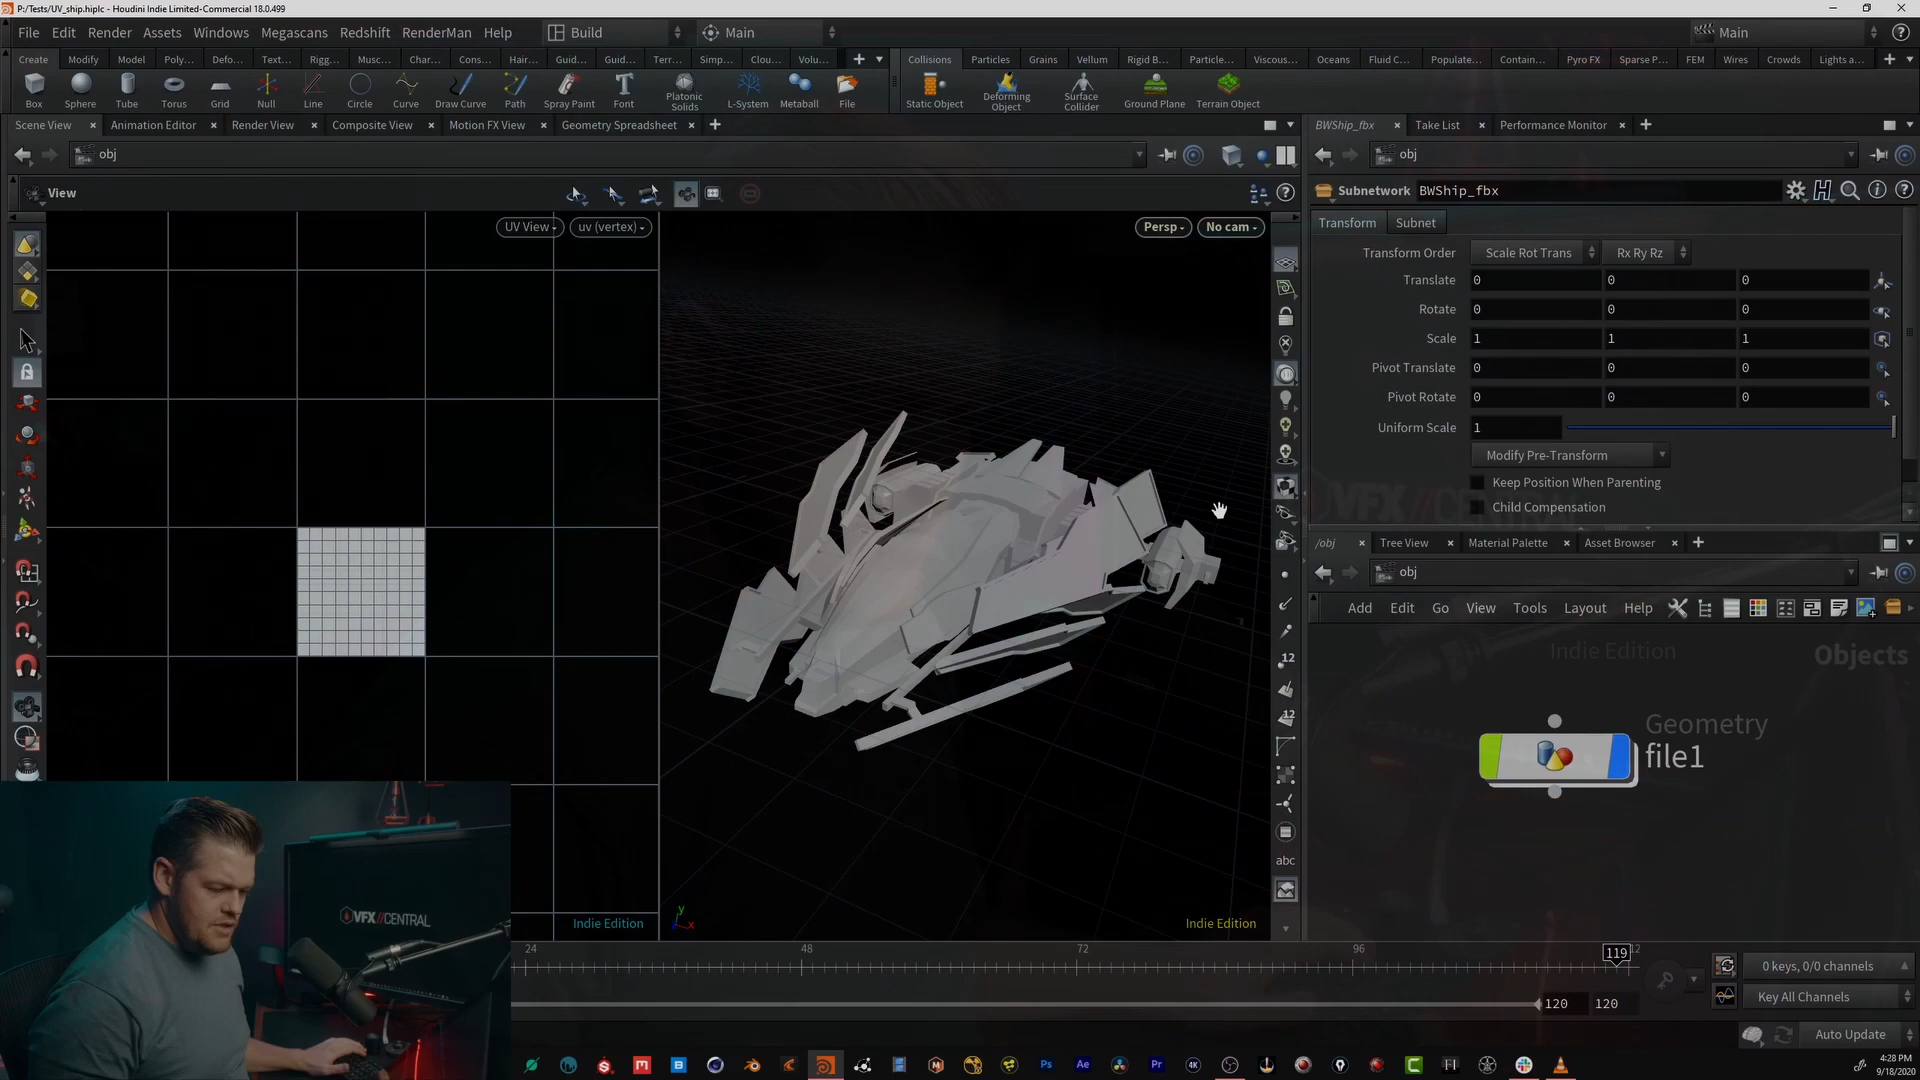 P:/Tests/UV_ship.hiplc - Houdini Indie Limited-Commercial 18.0.499
File Edit Render Assets Windows Megascans Redshift RenderMan Help Build Main Main
Create Modify Model Poly... Defo... Text... Rigg... Musc... Char... Cons... Hair... Guid... Guid... Terr... Simp... Clou... Volu...
Collisions Particles Grains Vellum Rigid B... Particle... Viscous... Oceans Fluid C... Populate... Contain... Pyro FX Sparse P... FEM Wires Crowds Lights a...
Box Sphere Tube Torus Grid Null Line Circle Curve Draw Curve Path Spray Paint Font Platonic Solids L-System Metaball File
Static Object Deforming Object Surface Collider Ground Plane Terrain Object
Scene View Animation Editor Render View Composite View Motion FX View Geometry Spreadsheet
BWShip_fbx Take List Performance Monitor
obj
obj
View
Subnetwork BWShip_fbx
UV View uv (vertex)
Persp No cam
Transform Subnet
Transform Order Scale Rot Trans Rx Ry Rz
Translate 0 0 0
Rotate 0 0 0
Scale 1 1 1
Pivot Translate 0 0 0
Pivot Rotate 0 0 0
Uniform Scale 1
Modify Pre-Transform
Keep Position When Parenting
Child Compensation
VFX//CENTRAL
/obj Tree View Material Palette Asset Browser
obj
Add Edit Go View Tools Layout Help
Indie Edition
Objects
Geometry
file1
12
12
abc
y
x
Indie Edition
Indie Edition
VFX//CENTRAL
24 48 72 96 119 12
0 keys, 0/0 channels
120 120
Key All Channels
Auto Update
4:28 PM
9/18/2020
M B Ps Ae Pr 4K C